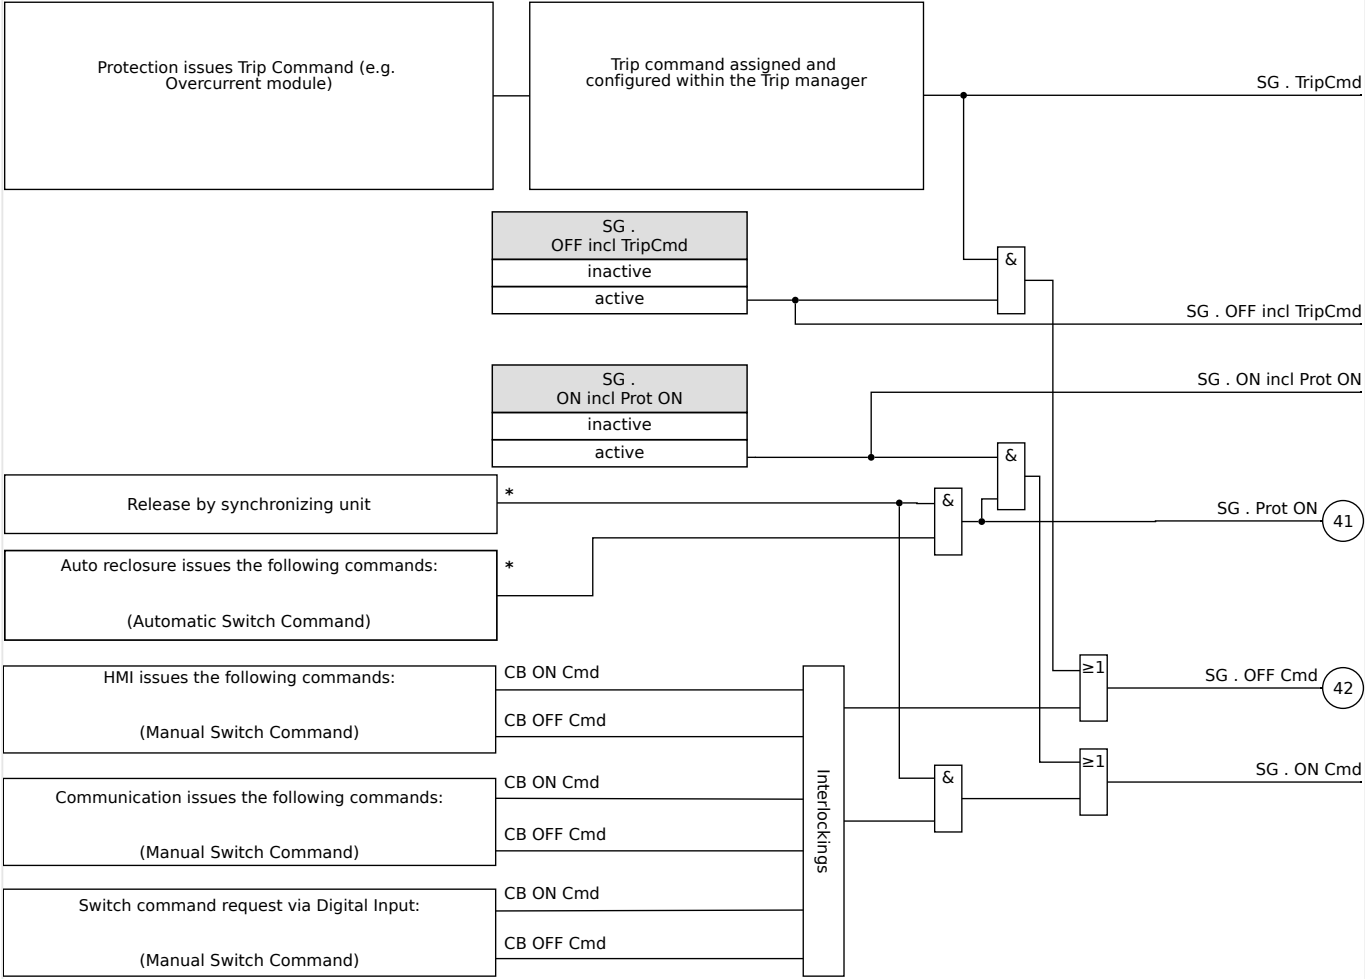 Protection issues Trip Command (e.g.
Overcurrent module)
Trip command assigned and
configured within the Trip manager
SG . TripCmd
SG .
OFF incl TripCmd
inactive
active
&
SG . OFF incl TripCmd
SG .
ON incl Prot ON
inactive
active
SG . ON incl Prot ON
&
Release by synchronizing unit
*
&
SG . Prot ON
41
Auto reclosure issues the following commands:
(Automatic Switch Command)
*
HMI issues the following commands:
(Manual Switch Command)
CB ON Cmd
CB OFF Cmd
≥1
SG . OFF Cmd
42
Communication issues the following commands:
(Manual Switch Command)
CB ON Cmd
CB OFF Cmd
Interlockings
&
≥1
SG . ON Cmd
Switch command request via Digital Input:
(Manual Switch Command)
CB ON Cmd
CB OFF Cmd